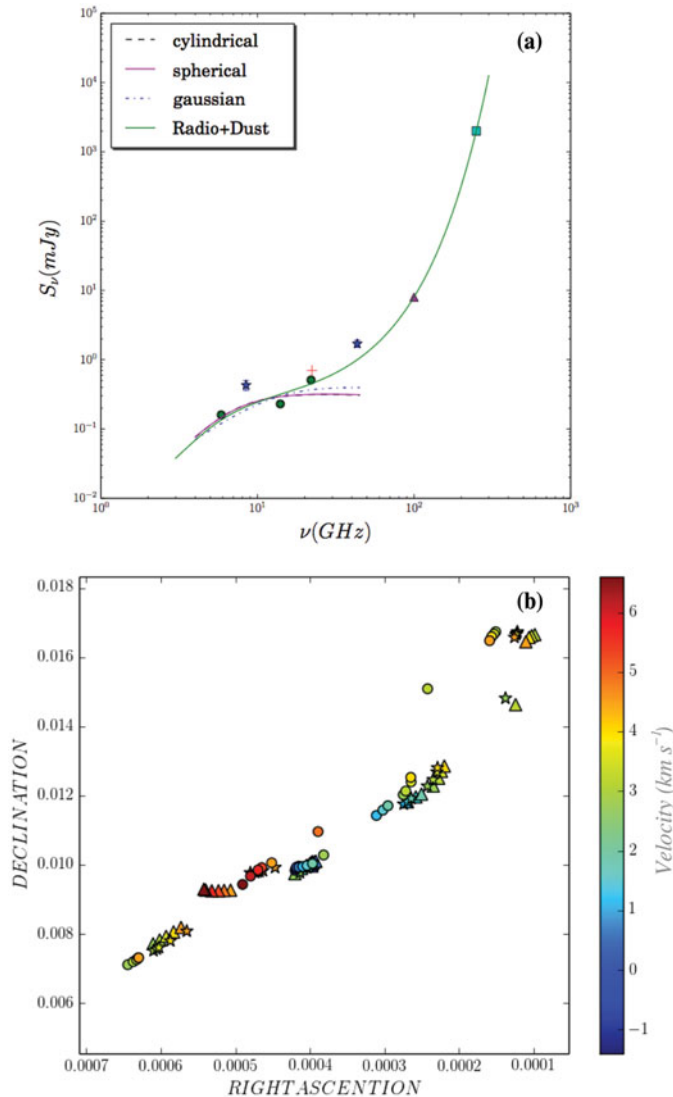 10^5
(a)
cylindrical
spherical
gaussian
Radio+Dust
10^4
10^3
10^2
10^1
10^0
10^-1
10^-2
S_ν(mJy)
10^0 10^1 10^2 10^3
ν(GHz)
0.018
(b)
0.016
0.014
0.012
0.010
0.008
0.006
DECLINATION
0.0007 0.0006 0.0005 0.0004 0.0003 0.0002 0.0001
RIGHTASCENTION
6
5
4
3
2
1
0
−1
Velocity (km s^-1)